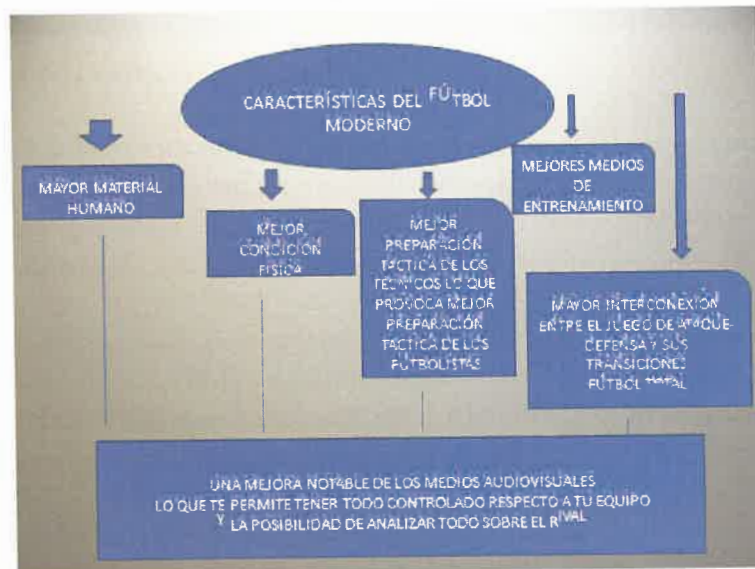 CARACTERÍSTICAS DEL FÚTBOL
MODERNO
MAYOR MATERIAL
HUMANO
MEJOR
CONDICIÓN
FISICA
MEJOR
PREPARACIÓN
TÁCTICA DE LOS
TÉCNICOS LO QUE
PROVOCA MEJOR
PREPARACIÓN
TÁCTICA DE LOS
FUTBOLISTAS
MEJORES MEDIOS
DE
ENTRENAMIENTO
MAYOR INTERCONEXIÓN
ENTRE EL JUEGO DE ATAQUE-
DEFENSA Y SUS
TRANSICIONES
FÚTBOL
UNA MEJORA NOTABLE DE LOS MEDIOS AUDIOVISUALES
LO QUE TE PERMITE TENER TODO CONTROLADO RESPECTO A TU EQUIPO
Y LA POSIBILIDAD DE ANALIZAR TODO SOBRE EL RIVAL